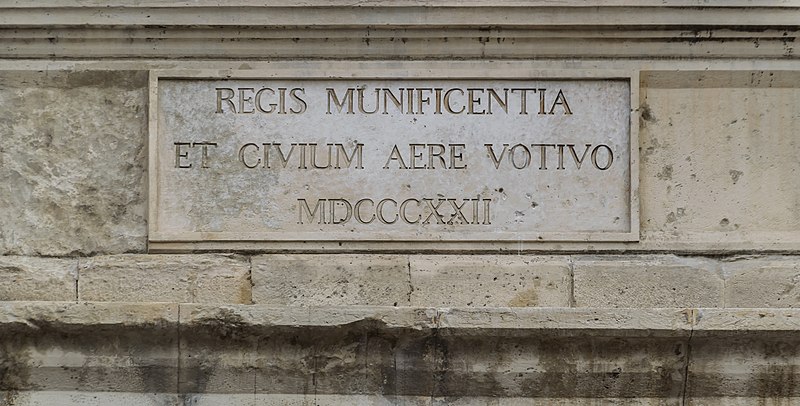 REGIS MUNIFICENTIA
ET CIVIUM AERE VOTIVO
MDCCCXXII